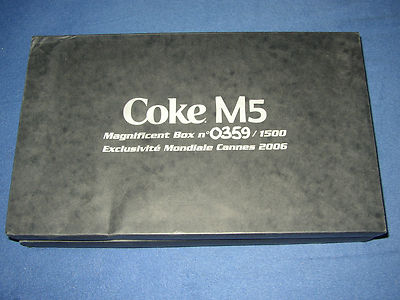 Coke M5
Magnificent Box n°0359/1500
Exclusivité Mondiale Cannes 2006